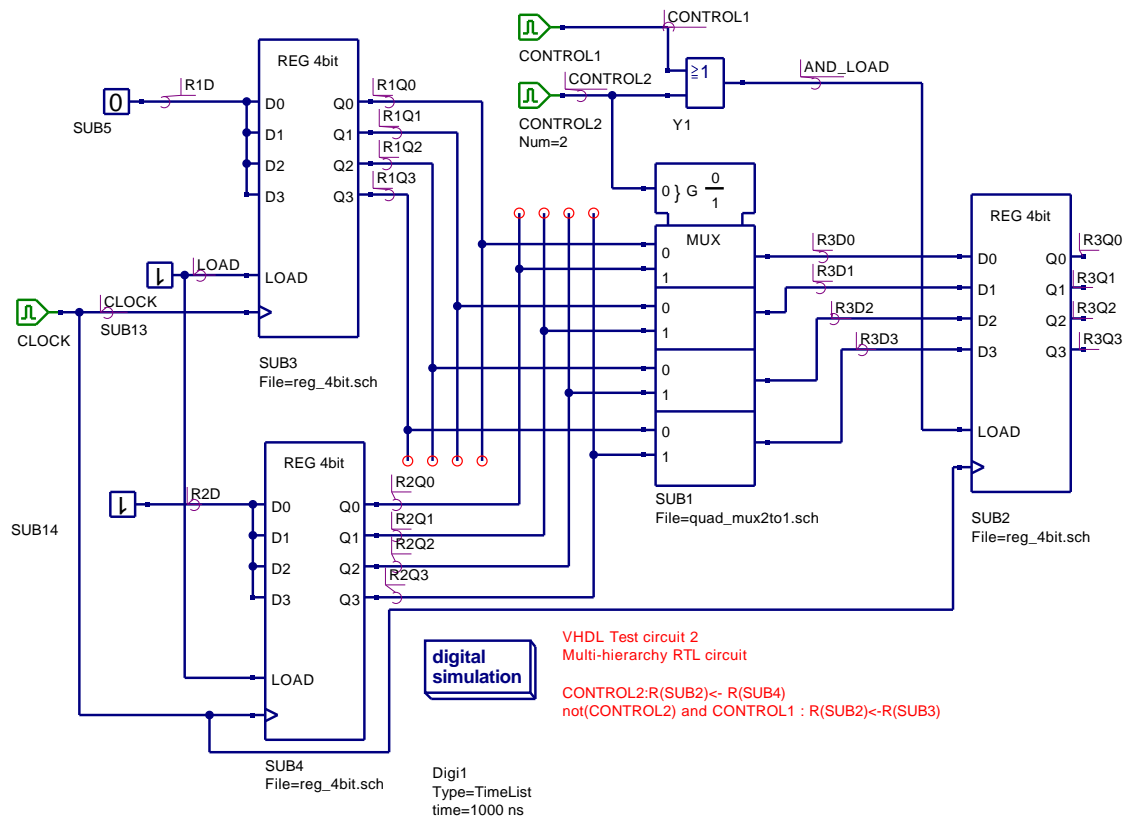 CONTROL1
REG 4bit
CONTROL1
R1D
D0
D1
D2
D3
Q0
Q1
Q2
Q3
LOAD
R1Q0
R1Q1
R1Q2
R1Q3
0
SUB5
CONTROL2
CONTROL2
Num=2
≧1
Y1
AND_LOAD
0 } G 0
1
MUX
0
1
0
1
0
1
0
1
R3D0
R3D1
R3D2
R3D3
REG 4bit
D0
D1
D2
D3
Q0
Q1
Q2
Q3
LOAD
R3Q0
R3Q1
R3Q2
R3Q3
1
LOAD
CLOCK
CLOCK
SUB13
SUB3
File=reg_4bit.sch
REG 4bit
1
R2D
SUB14
D0
D1
D2
D3
Q0
Q1
Q2
Q3
LOAD
R2Q0
R2Q1
R2Q2
R2Q3
SUB1
File=quad_mux2to1.sch
SUB2
File=reg_4bit.sch
digital
simulation
VHDL Test circuit 2
Multi-hierarchy RTL circuit
CONTROL2:R(SUB2)<- R(SUB4)
not(CONTROL2) and CONTROL1 : R(SUB2)<-R(SUB3)
SUB4
File=reg_4bit.sch
Digi1
Type=TimeList
time=1000 ns